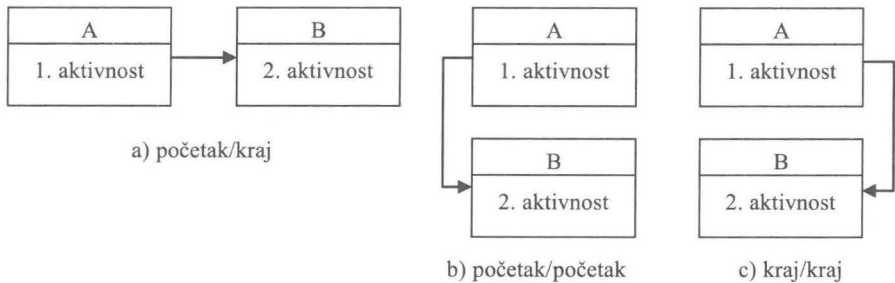 A
1. aktivnost
B
2. aktivnost
a) početak/kraj
A
1. aktivnost
B
2. aktivnost
b) početak/početak
A
1. aktivnost
B
2. aktivnost
c) kraj/kraj